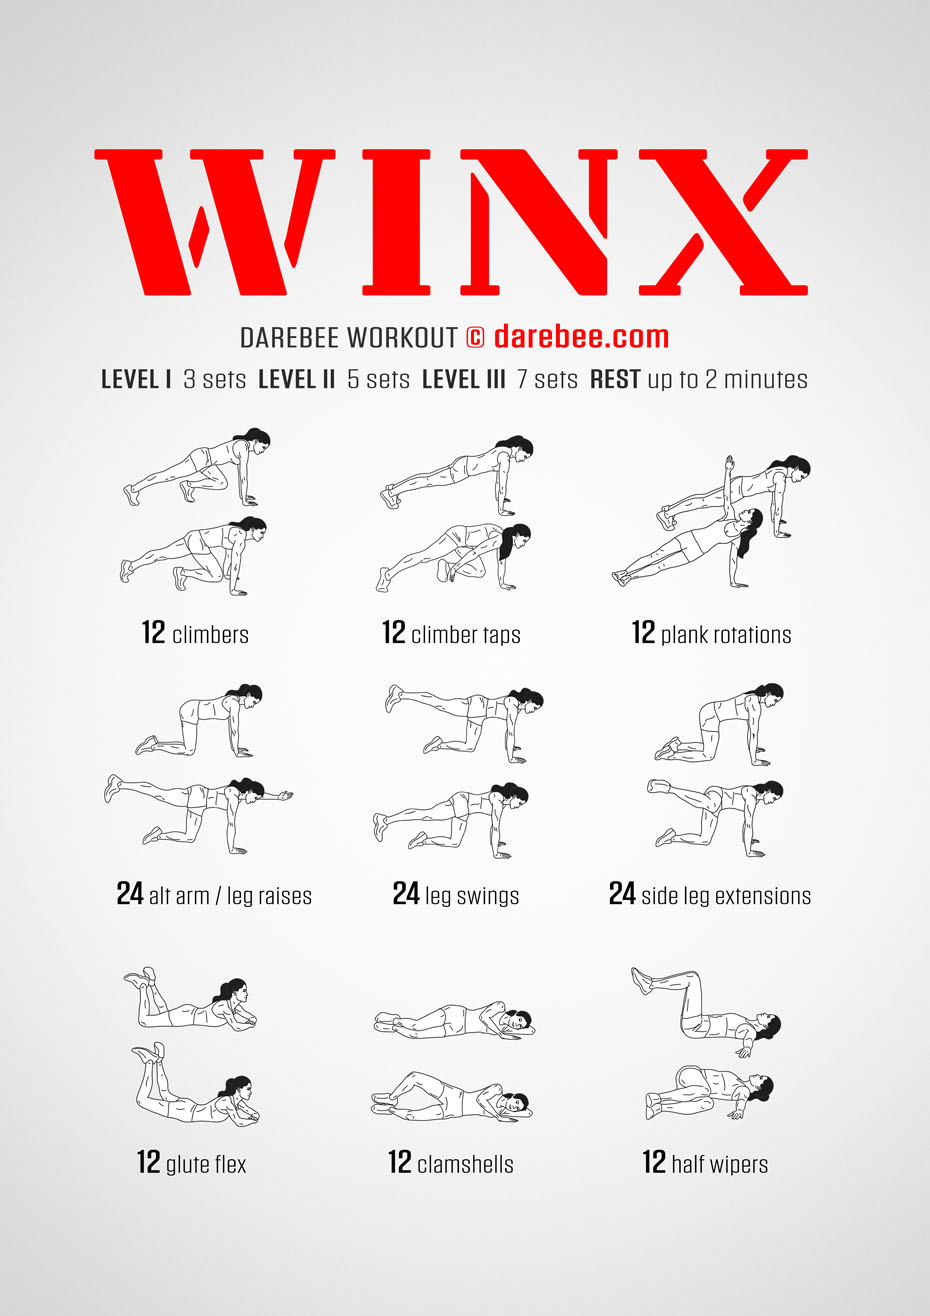 WINX
DAREBEE WORKOUT © darebee.com
LEVEL I 3 sets LEVEL II 5 sets LEVEL III 7 sets REST up to 2 minutes
12 climbers
12 climber taps
12 plank rotations
24 alt arm / leg raises
24 leg swings
24 side leg extensions
12 glute flex
12 clamshells
12 half wipers